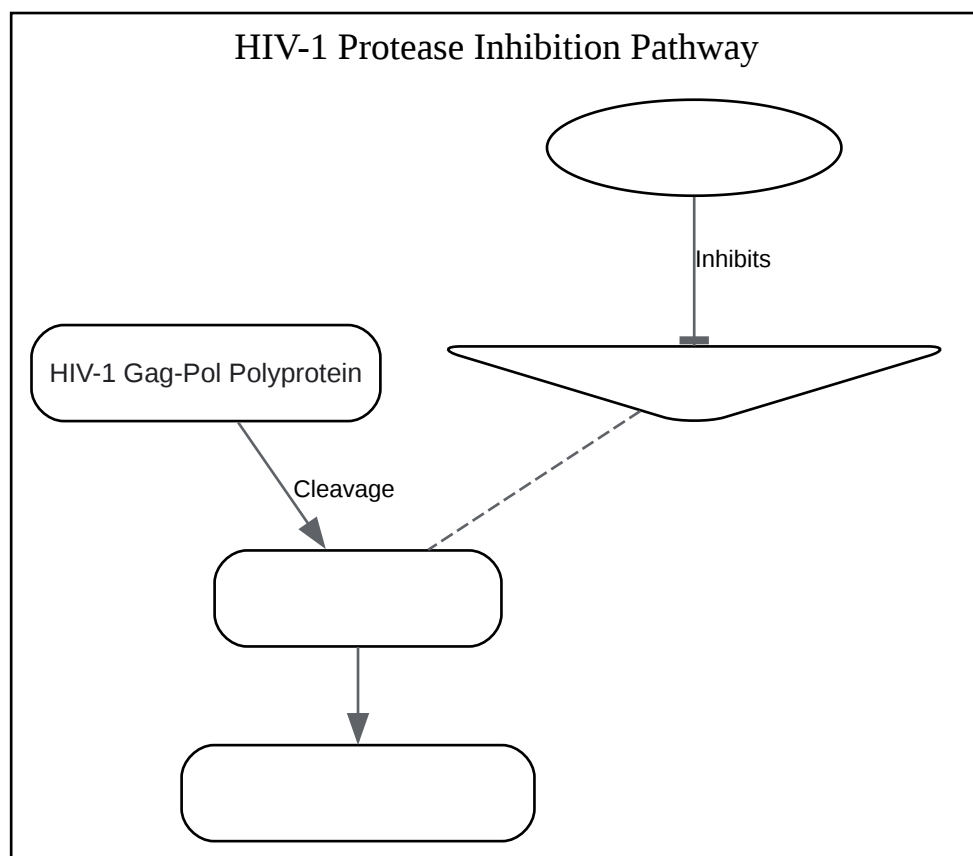 HIV-1 Protease Inhibition Pathway
Inhibits
HIV-1 Gag-Pol Polyprotein
Cleavage